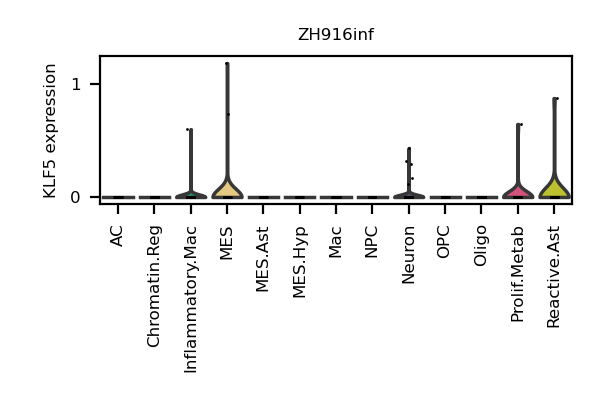 ZH916inf
KLF5 expression
1
0
AC
Chromatin.Reg
Inflammatory.Mac
MES
MES.Ast
MES.Hyp
Mac
NPC
Neuron
OPC
Oligo
Prolif.Metab
Reactive.Ast